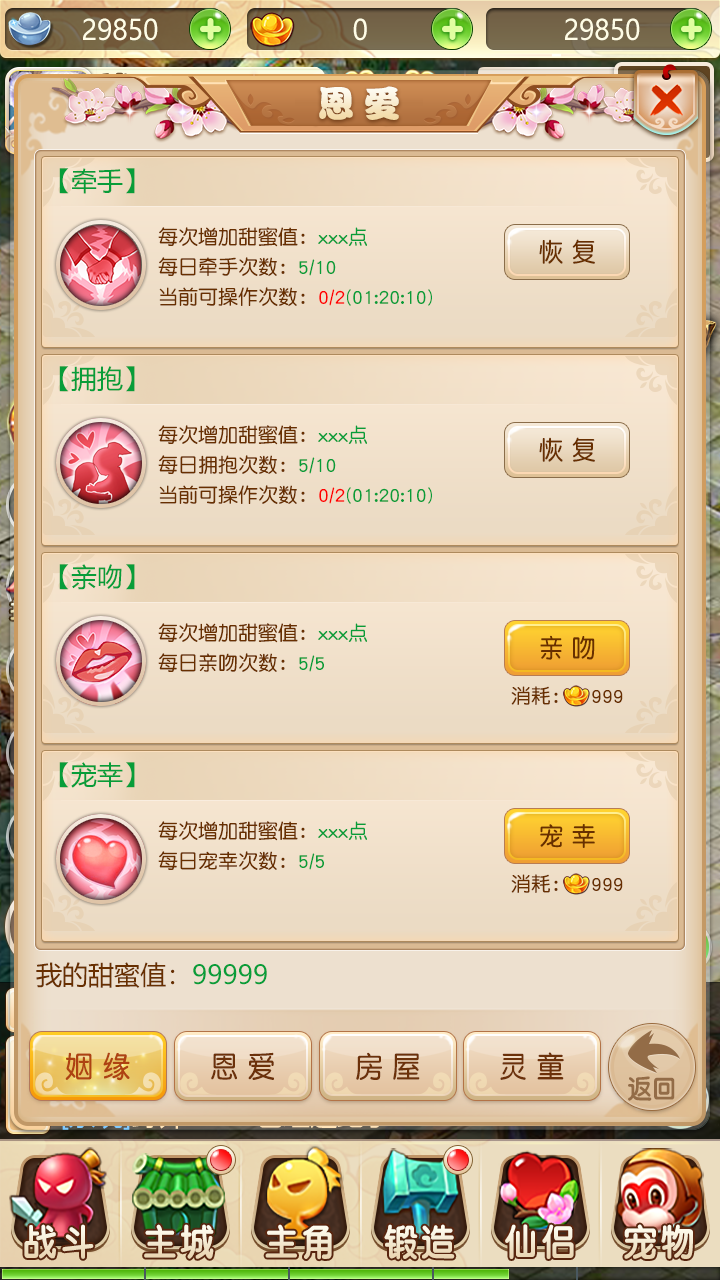 29850 0 29850
恩爱
【牵手】
每次增加甜蜜值：xxx点
每日牵手次数：5/10
当前可操作次数：0/2(01:20:10)
恢复
【拥抱】
每次增加甜蜜值：xxx点
每日拥抱次数：5/10
当前可操作次数：0/2(01:20:10)
恢复
【亲吻】
每次增加甜蜜值：xxx点
每日亲吻次数：5/5
亲吻
消耗：999
【宠幸】
每次增加甜蜜值：xxx点
每日宠幸次数：5/5
宠幸
消耗：999
我的甜蜜值：99999
姻缘 恩爱 房屋 灵童 返回
战斗 主城 主角 锻造 仙侣 宠物